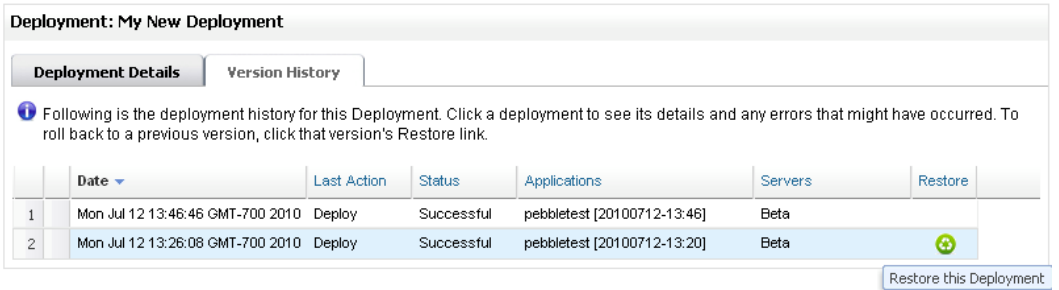 Deployment: My New Deployment
Deployment Details Version History
Following is the deployment history for this Deployment. Click a deployment to see its details and any errors that might have occurred. To
roll back to a previous version, click that version's Restore link.
Date Last Action Status Applications Servers Restore
1 Mon Jul 12 13:46:46 GMT-700 2010 Deploy Successful pebbletest [20100712-13:46] Beta
2 Mon Jul 12 13:26:08 GMT-700 2010 Deploy Successful pebbletest [20100712-13:20] Beta
Restore this Deployment